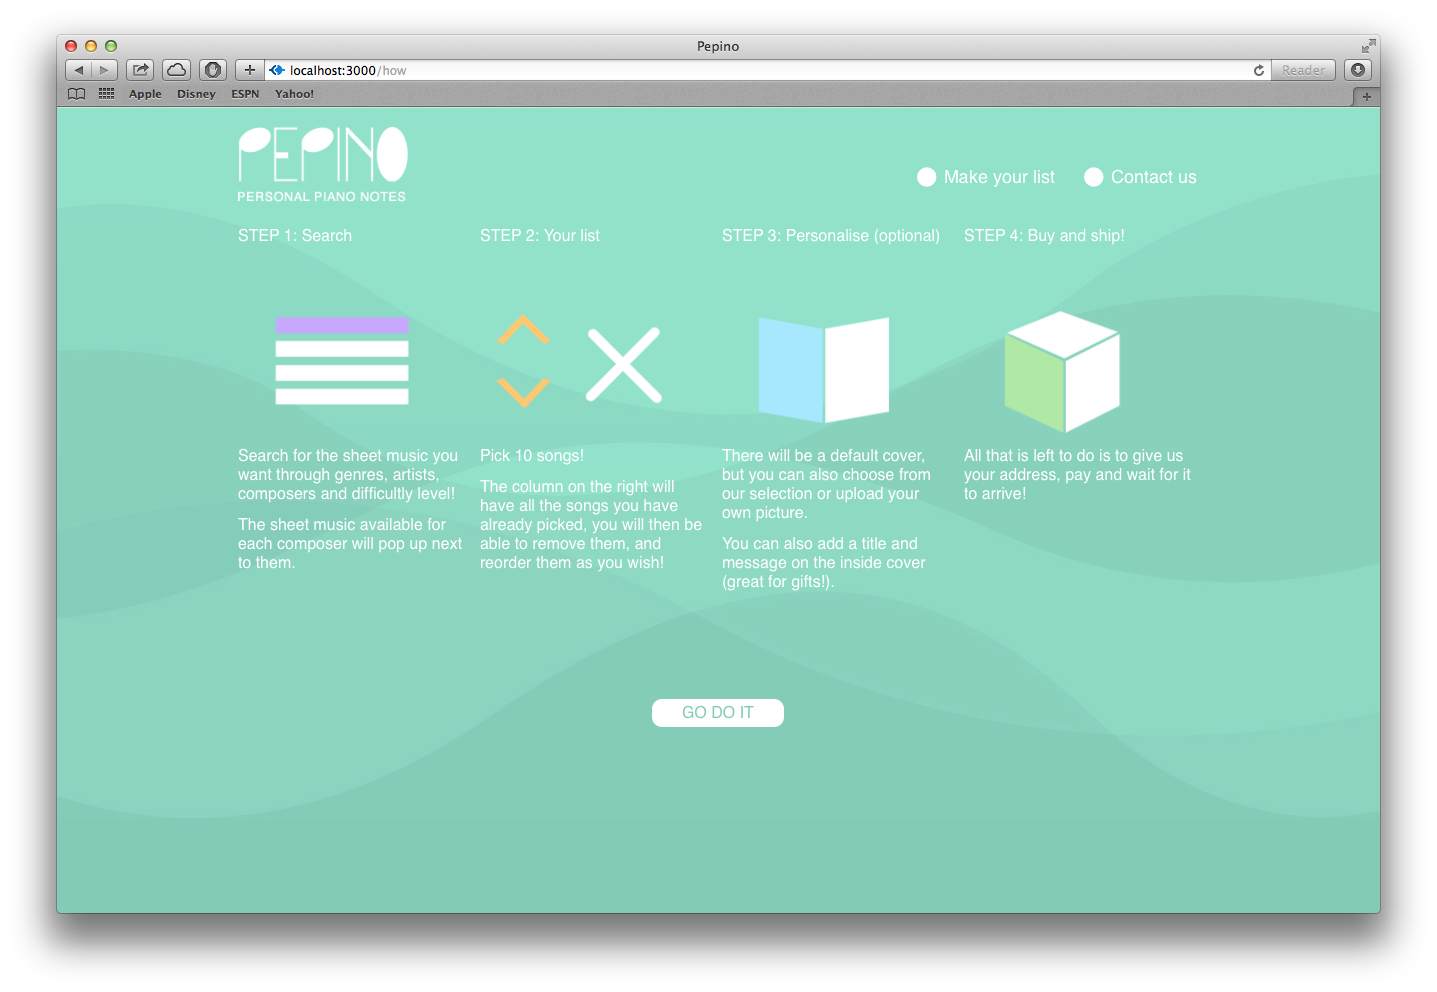 Pepino
localhost:3000/how
Reader
Apple Disney ESPN Yahoo!
PEPINO
PERSONAL PIANO NOTES
Make your list
Contact us
STEP 1: Search
Search for the sheet music you
want through genres, artists,
composers and difficultly level!
The sheet music available for
each composer will pop up next
to them.
STEP 2: Your list
Pick 10 songs!
The column on the right will
have all the songs you have
already picked, you will then be
able to remove them, and
reorder them as you wish!
STEP 3: Personalise (optional)
There will be a default cover,
but you can also choose from
our selection or upload your
own picture.
You can also add a title and
message on the inside cover
(great for gifts!).
STEP 4: Buy and ship!
All that is left to do is to give us
your address, pay and wait for it
to arrive!
GO DO IT